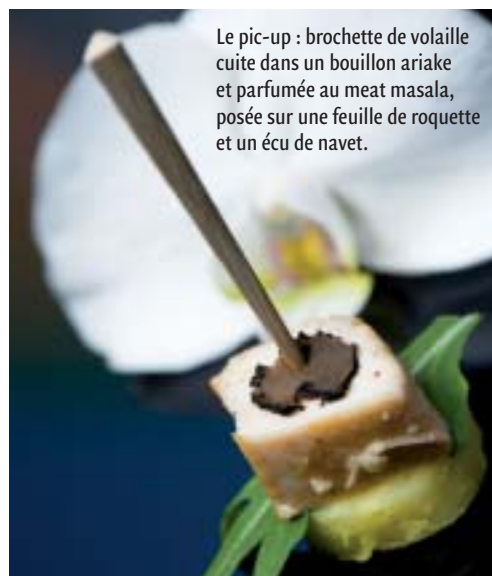 Le pic-up : brochette de volaille
cuite dans un bouillon ariake
et parfumée au meat masala,
posée sur une feuille de roquette
et un écu de navet.